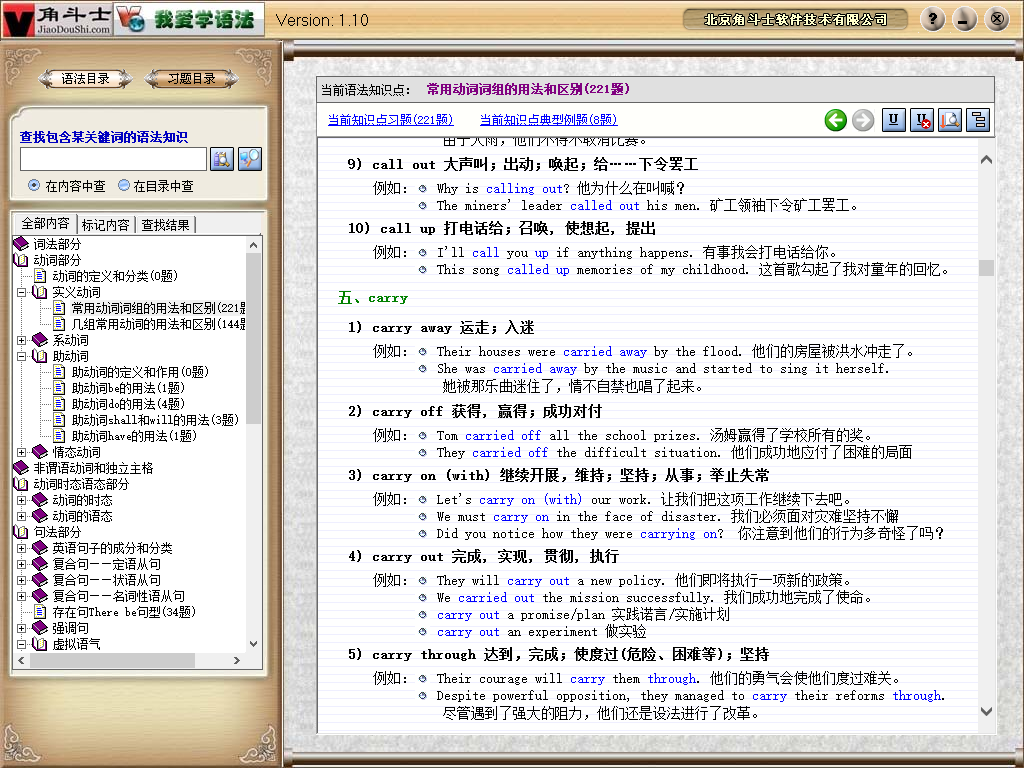 角斗士
JiaoDouShi.com
我爱学语法
Version: 1.10
北京角斗士软件技术有限公司
语法目录
习题目录
查找包含某关键词的语法知识
在内容中查
在目录中查
全部内容
标记内容
查找结果
词法部分
动词部分
动词的定义和分类(0题)
实义动词
常用动词词组的用法和区别(221题
几组常用动词的用法和区别(144题
系动词
助动词
助动词的定义和作用(0题)
助动词be的用法(1题)
助动词do的用法(4题)
助动词shall和will的用法(3题)
助动词have的用法(1题)
情态动词
非谓语动词和独立主格
动词时态语态部分
动词的时态
动词的语态
句法部分
英语句子的成分和分类
复合句——定语从句
复合句——状语从句
复合句——名词性语从句
存在句There be句型(34题)
强调句
虚拟语气
当前语法知识点: 常用动词词组的用法和区别(221题)
当前知识点习题(221题)
当前知识点典型例题(8题)
由于大雨，他们不得不取消比赛。
9) call out 大声叫；出动；唤起；给……下令罢工
例如: Why is calling out? 他为什么在叫喊？
The miners' leader called out his men. 矿工领袖下令矿工罢工。
10) call up 打电话给；召唤，使想起，提出
例如: I'll call you up if anything happens. 有事我会打电话给你。
This song called up memories of my childhood. 这首歌勾起了我对童年的回忆。
五、carry
1) carry away 运走；入迷
例如: Their houses were carried away by the flood. 他们的房屋被洪水冲走了。
She was carried away by the music and started to sing it herself.
她被那乐曲迷住了，情不自禁也唱了起来。
2) carry off 获得，赢得；成功对付
例如: Tom carried off all the school prizes. 汤姆赢得了学校所有的奖。
They carried off the difficult situation. 他们成功地应付了困难的局面
3) carry on (with) 继续开展，维持；坚持；从事；举止失常
例如: Let's carry on (with) our work. 让我们把这项工作继续下去吧。
We must carry on in the face of disaster. 我们必须面对灾难坚持不懈
Did you notice how they were carrying on? 你注意到他们的行为多奇怪了吗？
4) carry out 完成，实现，贯彻，执行
例如: They will carry out a new policy. 他们即将执行一项新的政策。
We carried out the mission successfully. 我们成功地完成了使命。
carry out a promise/plan 实践诺言/实施计划
carry out an experiment 做实验
5) carry through 达到，完成；使度过(危险、困难等)；坚持
例如: Their courage will carry them through. 他们的勇气会使他们度过难关。
Despite powerful opposition, they managed to carry their reforms through.
尽管遇到了强大的阻力，他们还是设法进行了改革。